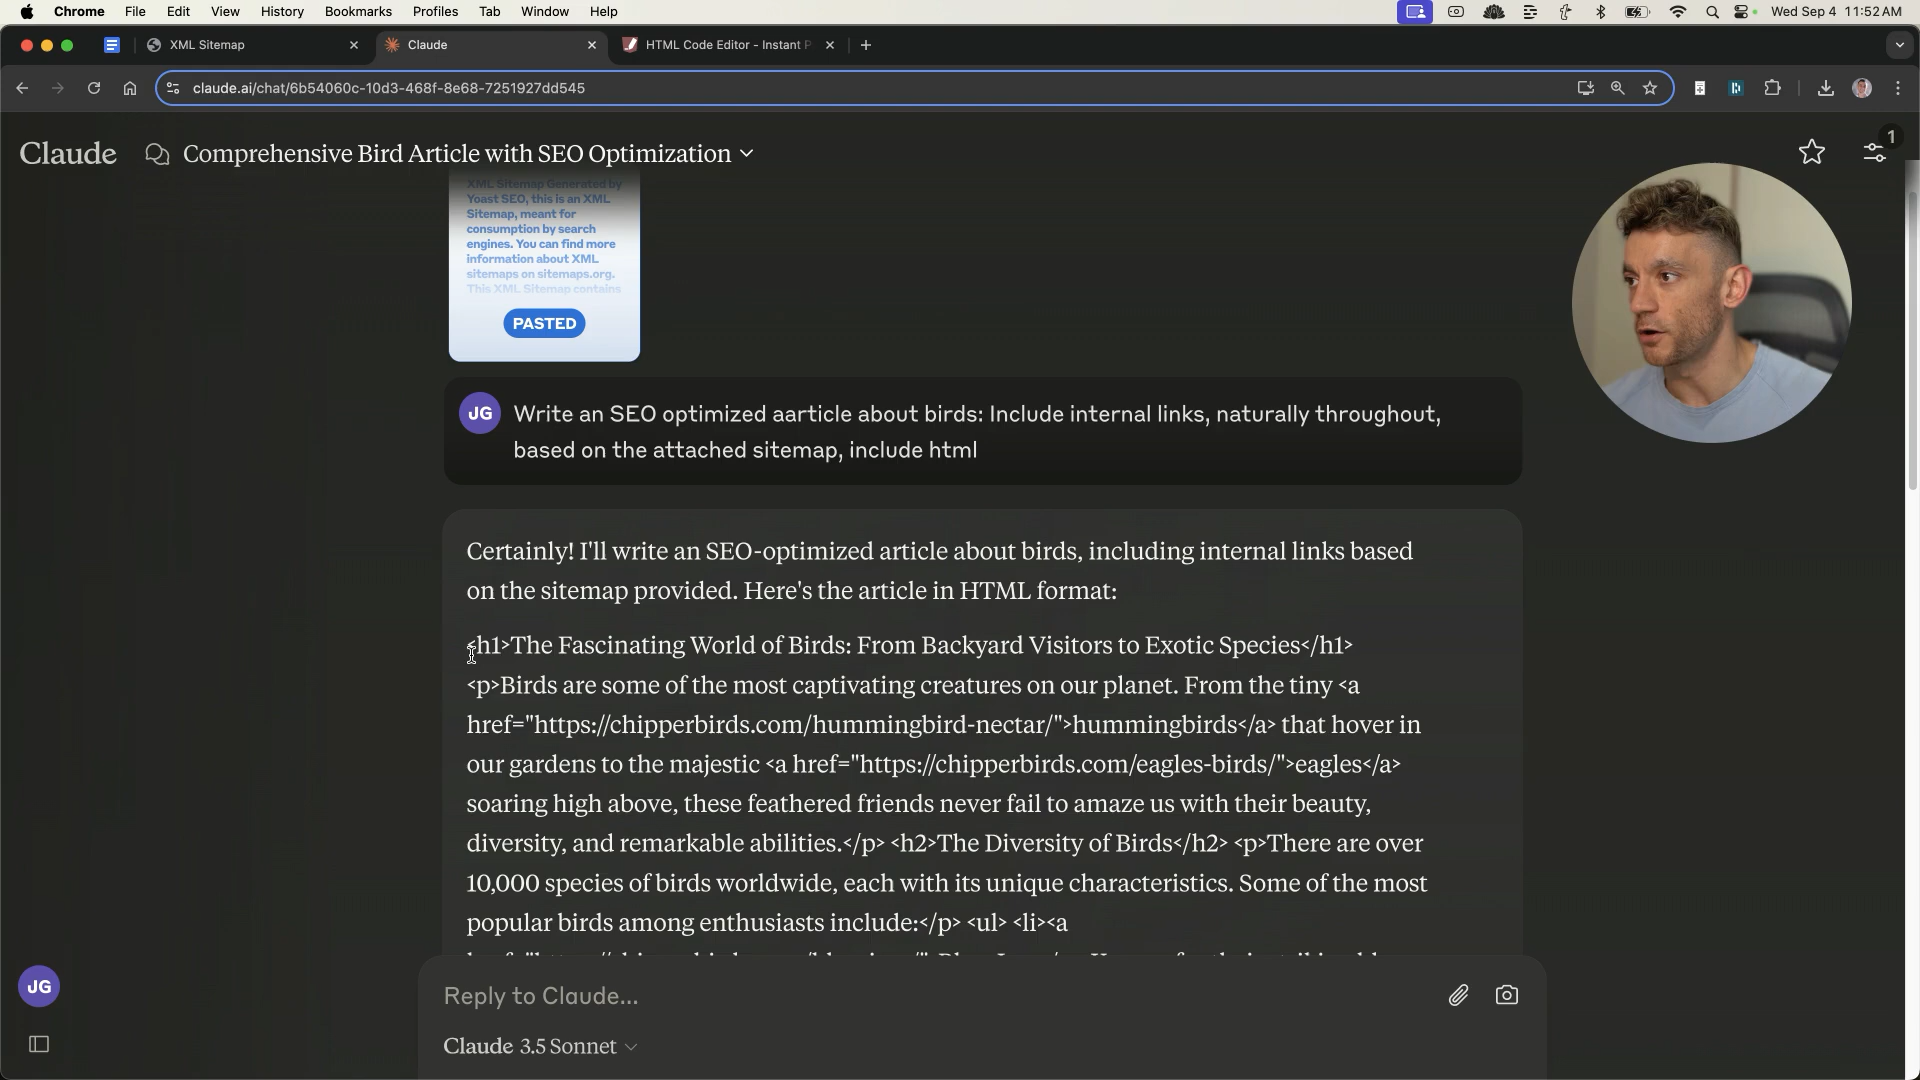 Chrome File Edit View History Bookmarks Profiles Tab Window Help Wed Sep 4 11:52 AM
XML Sitemap Claude HTML Code Editor - Instant
claude.ai/chat/6b54060c-10d3-468f-8e68-7251927dd545
Claude Comprehensive Bird Article with SEO Optimization 1
XML Sitemap Generated by
Yoast SEO, this is an XML
Sitemap, meant for
consumption by search
engines. You can find more
information about XML
sitemaps on sitemaps.org.
This XML Sitemap contains
PASTED
JG Write an SEO optimized aarticle about birds: Include internal links, naturally throughout,
based on the attached sitemap, include html
Certainly! I'll write an SEO-optimized article about birds, including internal links based
on the sitemap provided. Here's the article in HTML format:
<h1>The Fascinating World of Birds: From Backyard Visitors to Exotic Species</h1>
<p>Birds are some of the most captivating creatures on our planet. From the tiny <a
href="https://chipperbirds.com/hummingbird-nectar/">hummingbirds</a> that hover in
our gardens to the majestic <a href="https://chipperbirds.com/eagles-birds/">eagles</a>
soaring high above, these feathered friends never fail to amaze us with their beauty,
diversity, and remarkable abilities.</p> <h2>The Diversity of Birds</h2> <p>There are over
10,000 species of birds worldwide, each with its unique characteristics. Some of the most
popular birds among enthusiasts include:</p> <ul> <li><a
Reply to Claude...
JG
Claude 3.5 Sonnet